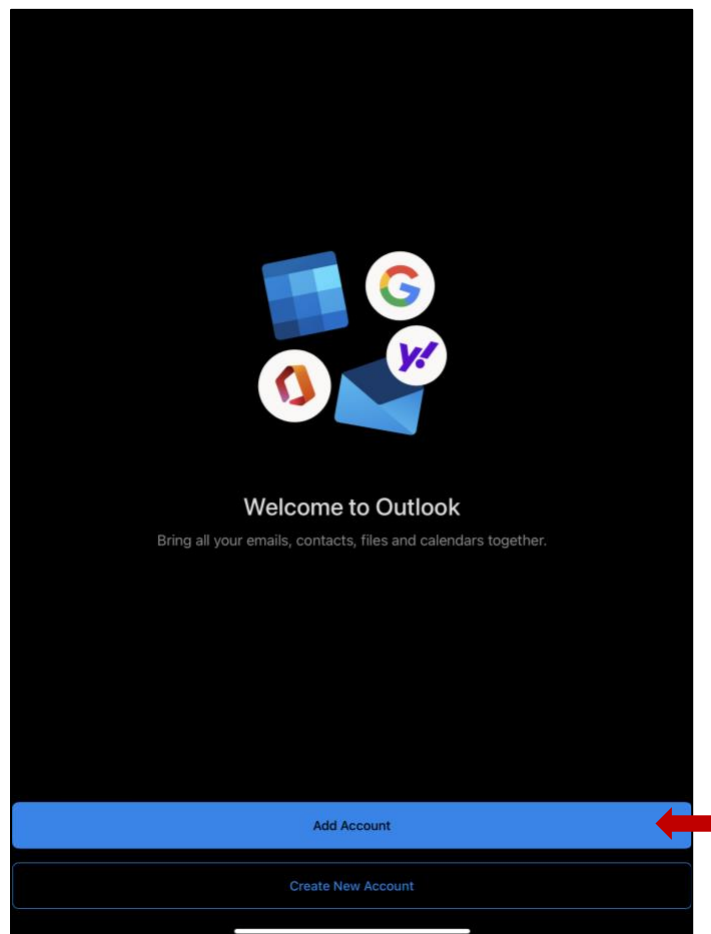 Welcome to Outlook
Bring all your emails, contacts, files and calendars together.
Add Account
Create New Account